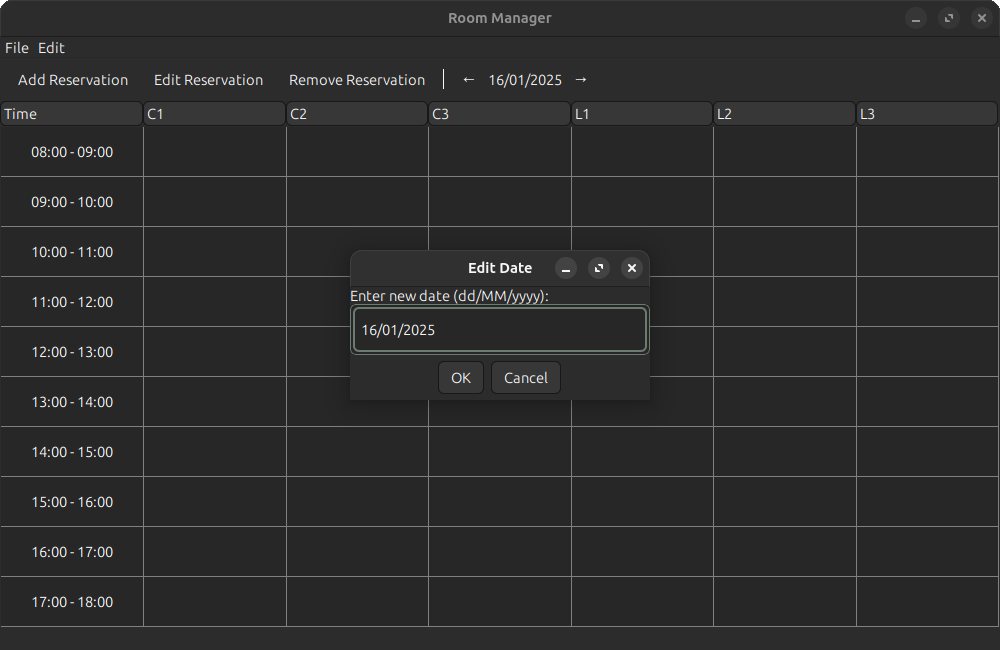 Room Manager
File Edit
Add Reservation Edit Reservation Remove Reservation ← 16/01/2025 →
Time C1 C2 C3 L1 L2 L3
08:00 - 09:00
09:00 - 10:00
10:00 - 11:00
11:00 - 12:00
12:00 - 13:00
13:00 - 14:00
14:00 - 15:00
15:00 - 16:00
16:00 - 17:00
17:00 - 18:00
Edit Date
Enter new date (dd/MM/yyyy):
16/01/2025
OK Cancel